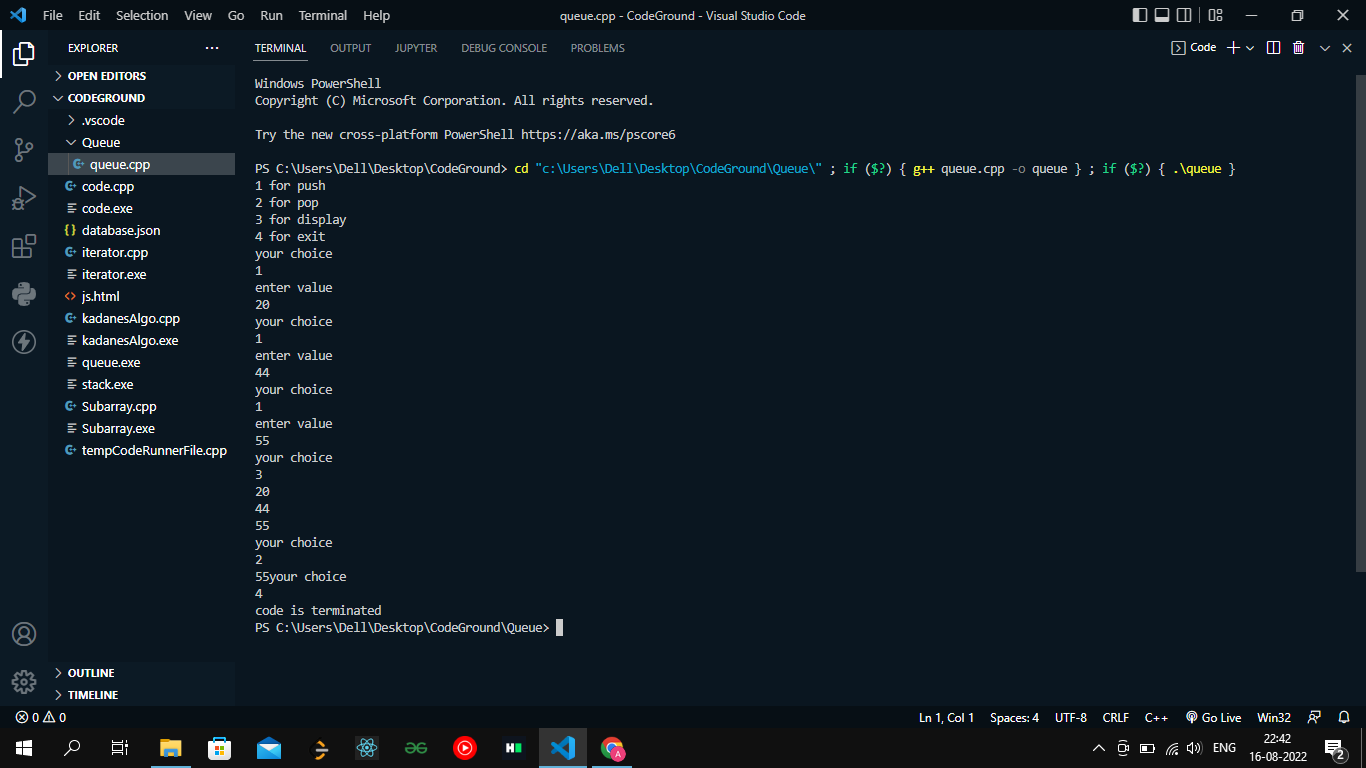 File Edit Selection View Go Run Terminal Help
queue.cpp - CodeGround - Visual Studio Code
EXPLORER
OPEN EDITORS
CODEGROUND
.vscode
Queue
queue.cpp
code.cpp
code.exe
database.json
iterator.cpp
iterator.exe
js.html
kadanesAlgo.cpp
kadanesAlgo.exe
queue.exe
stack.exe
Subarray.cpp
Subarray.exe
tempCodeRunnerFile.cpp
OUTLINE
TIMELINE
TERMINAL OUTPUT JUPYTER DEBUG CONSOLE PROBLEMS
Code
Windows PowerShell
Copyright (C) Microsoft Corporation. All rights reserved.
Try the new cross-platform PowerShell https://aka.ms/pscore6
PS C:\Users\Dell\Desktop\CodeGround> cd "c:\Users\Dell\Desktop\CodeGround\Queue\" ; if ($?) { g++ queue.cpp -o queue } ; if ($?) { .\queue }
1 for push
2 for pop
3 for display
4 for exit
your choice
1
enter value
20
your choice
1
enter value
44
your choice
1
enter value
55
your choice
3
20
44
55
your choice
2
55your choice
4
code is terminated
PS C:\Users\Dell\Desktop\CodeGround\Queue>
0 0
Ln 1, Col 1 Spaces: 4 UTF-8 CRLF C++ Go Live Win32
ENG
22:42
16-08-2022
2